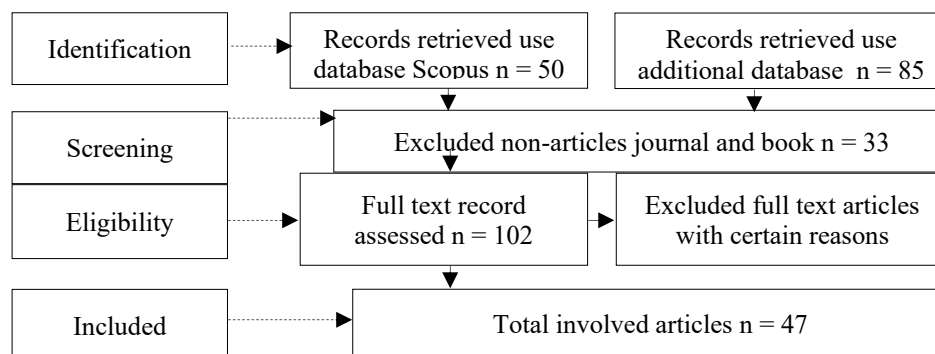 Identification
Records retrieved use
database Scopus n = 50
Records retrieved use
additional database n = 85
Screening
Excluded non-articles journal and book n = 33
Eligibility
Full text record
assessed n = 102
Excluded full text articles
with certain reasons
Included
Total involved articles n = 47